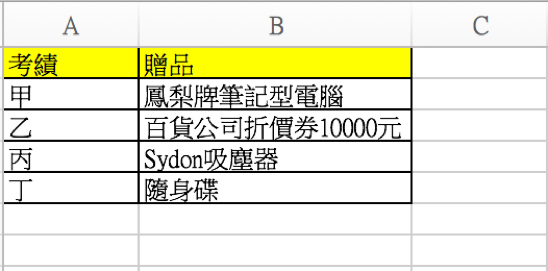 A B C
考績 贈品
甲 鳳梨牌筆記型電腦
乙 百貨公司折價券10000元
丙 Sydon吸塵器
丁 隨身碟